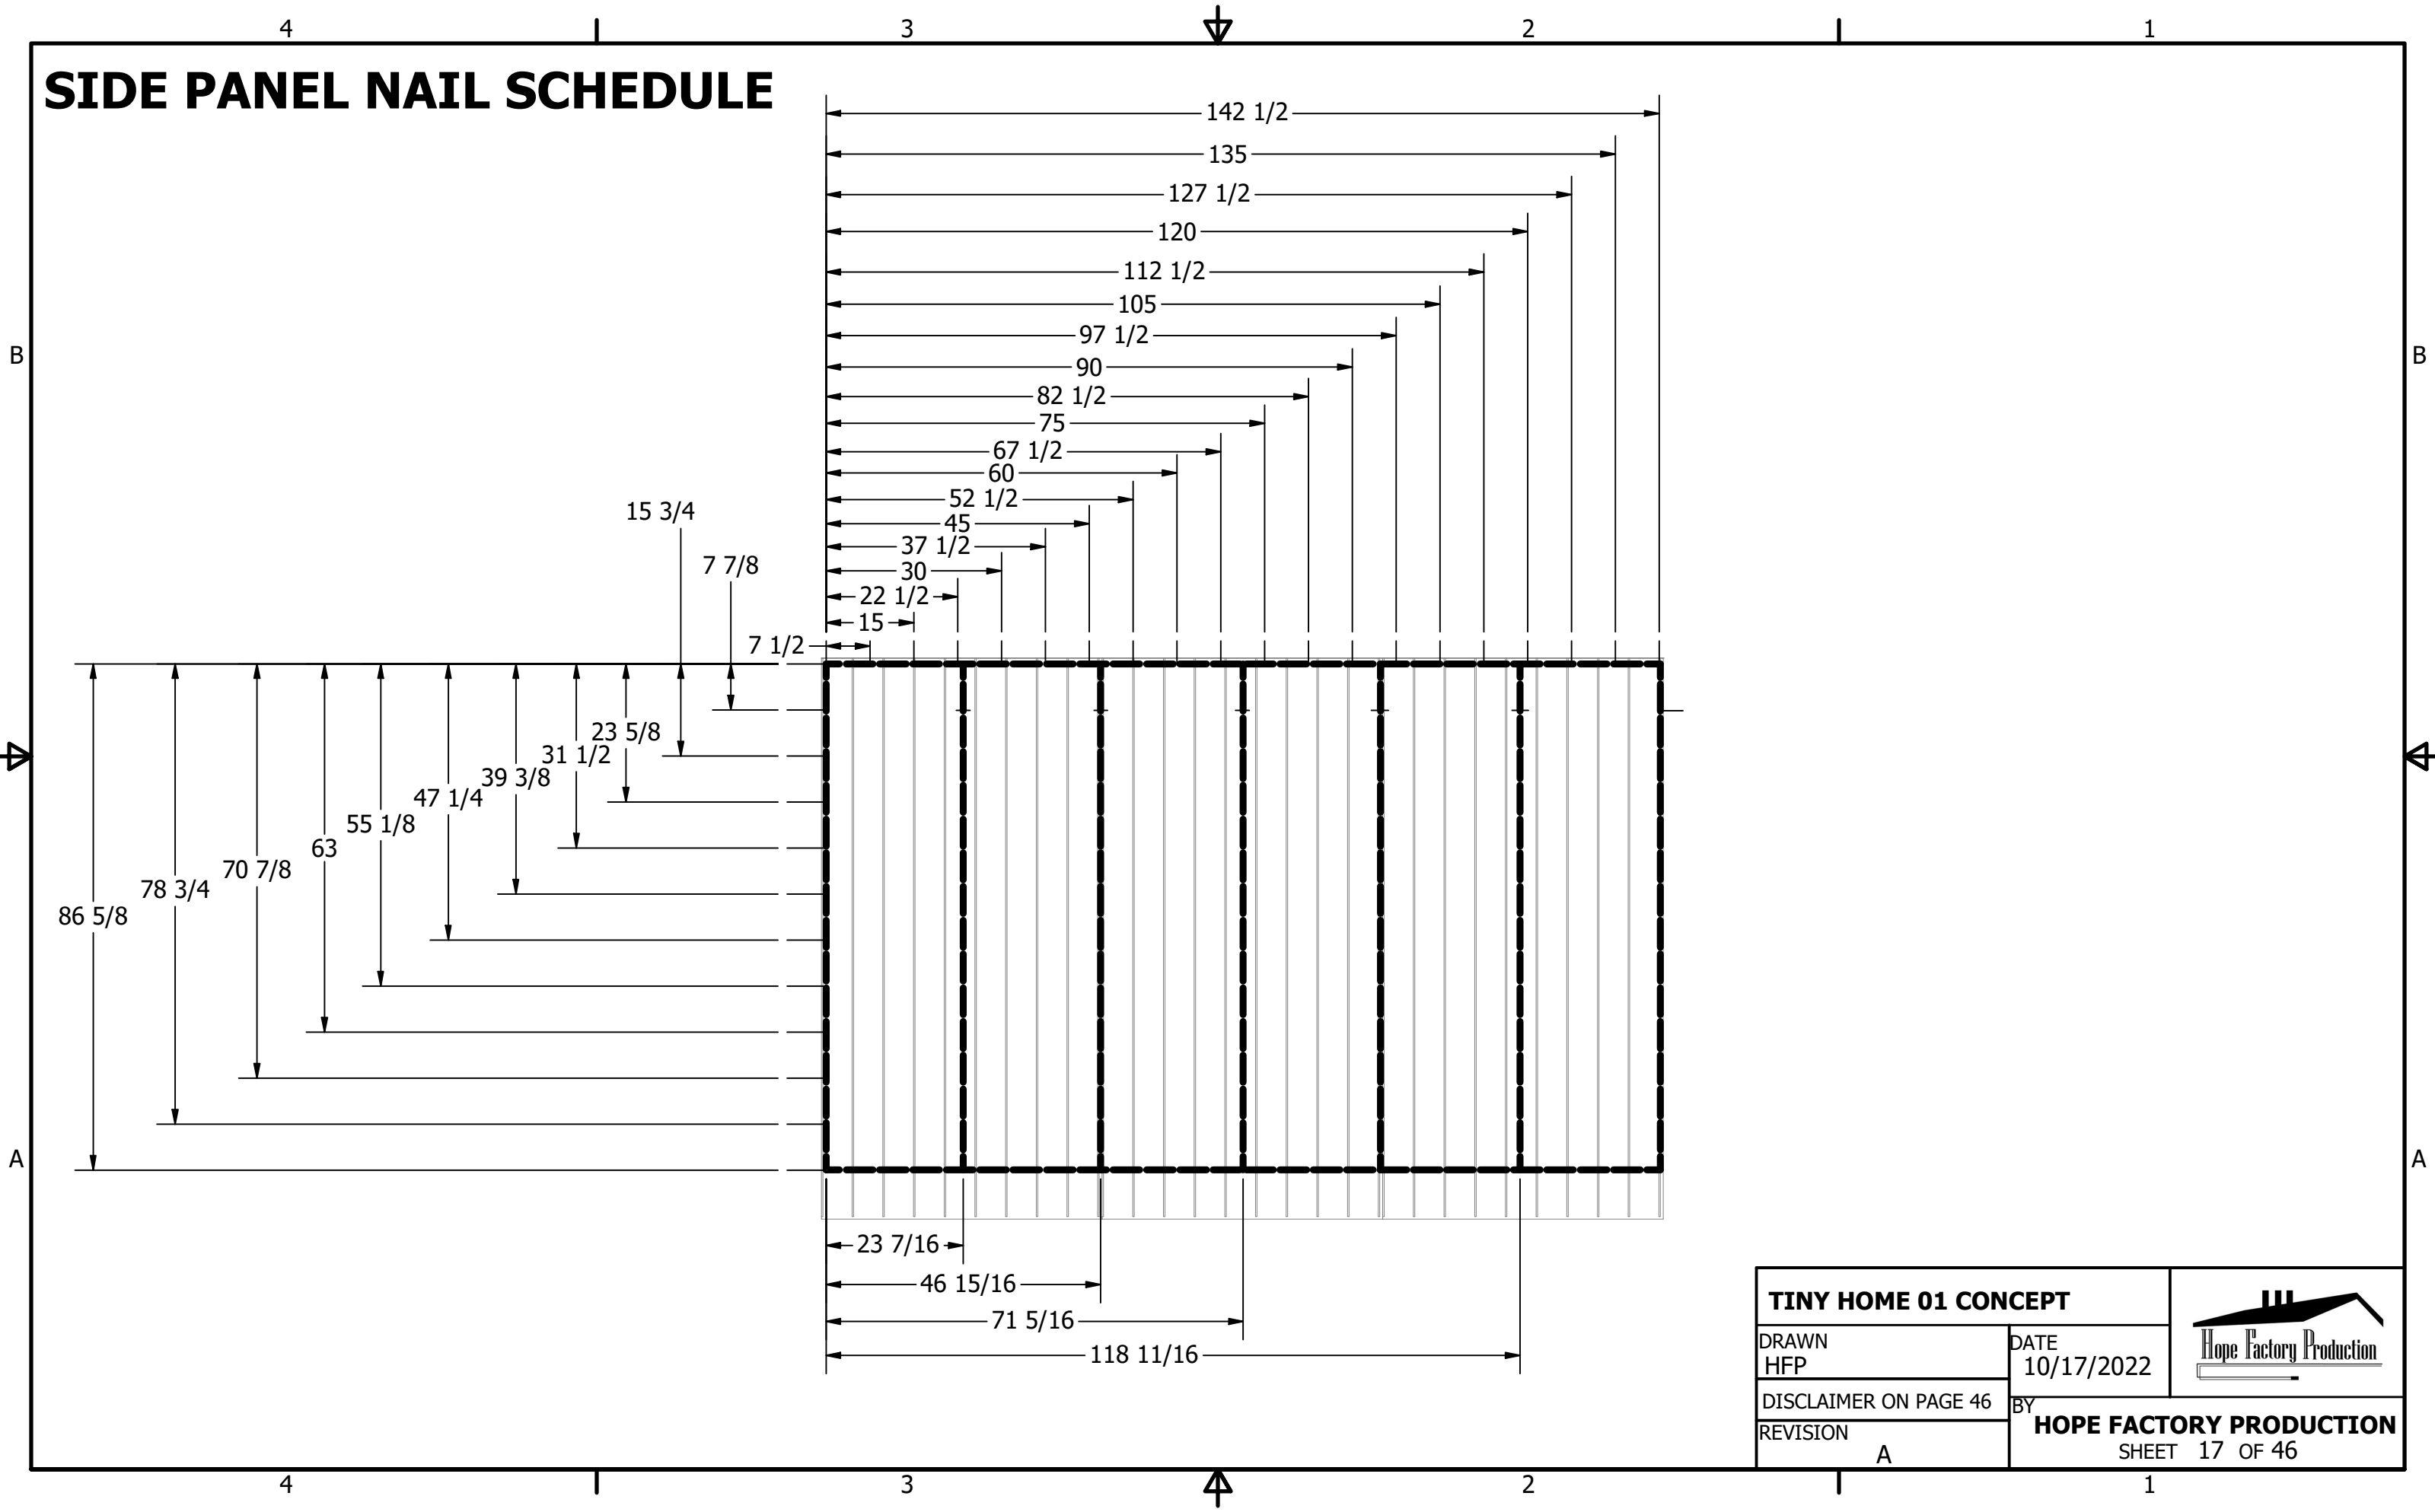 4 3 2 1
SIDE PANEL NAIL SCHEDULE
142 1/2
135
127 1/2
120
112 1/2
105
97 1/2
B B
90
82 1/2
75
67 1/2
60
52 1/2
15 3/4
45
37 1/2
7 7/8
30
22 1/2
15
7 1/2
23 5/8
31 1/2
39 3/8
47 1/4
55 1/8
63
70 7/8
78 3/4
86 5/8
A A
23 7/16
46 15/16
71 5/16
118 11/16
TINY HOME 01 CONCEPT
DRAWN
HFP
DATE
10/17/2022
Hope Factory Production
DISCLAIMER ON PAGE 46
REVISION
A
BY
HOPE FACTORY PRODUCTION
SHEET 17 OF 46
4 3 2 1